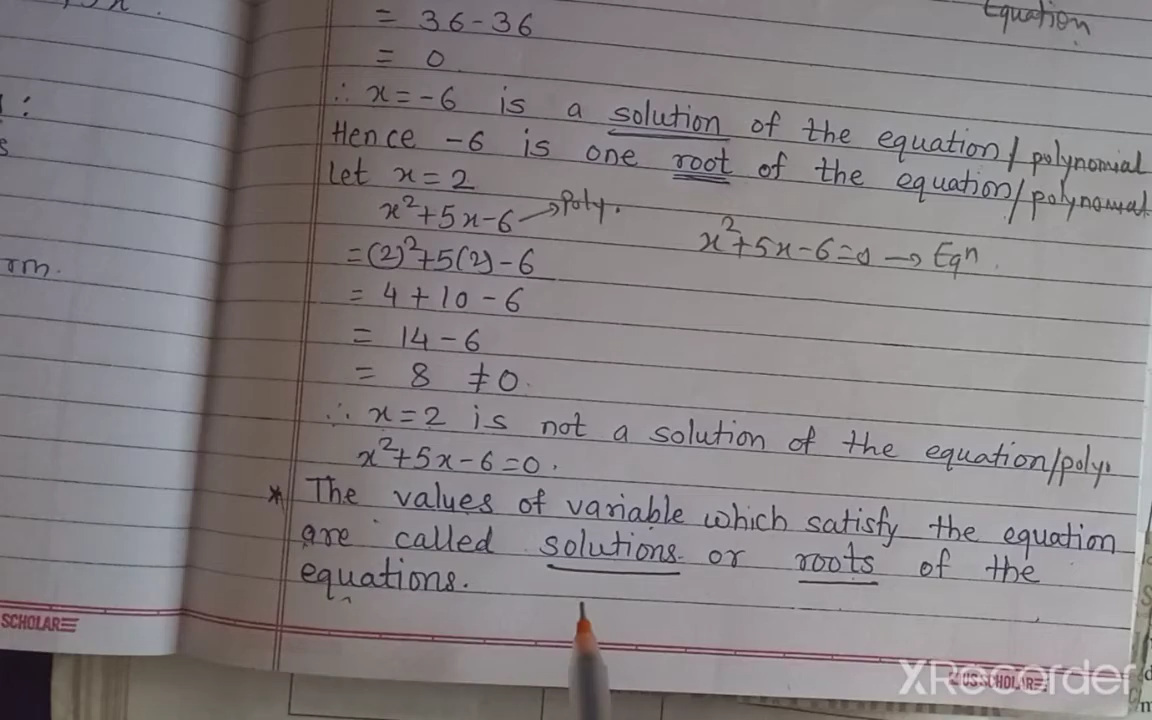 Equation
= 36-36
= 0
∴ x=-6 is a solution of the equation/polynomial
Hence -6 is one root of the equation/polynomial
Let x=2
x²+5x-6 → Poly.
x²+5x-6=0 → Eqⁿ.
=(2)²+5(2)-6
= 4+10-6
= 14-6
= 8 ≠0.
∴ x=2 is not a solution of the equation/poly.
x²+5x-6=0.
* The values of variable which satisfy the equation
are called solutions or roots of the
equations.
SCHOLAR
XRecorder